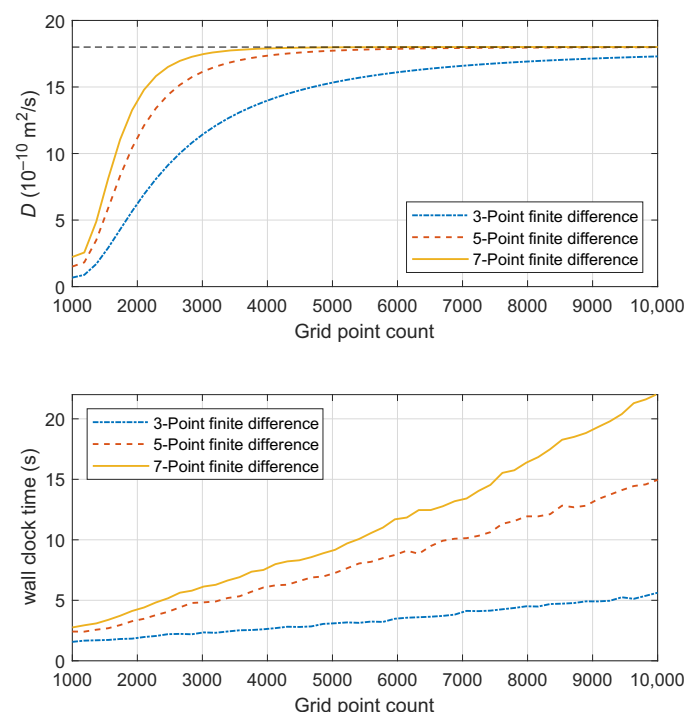 20
15
10
5
0
D (10⁻¹⁰ m²/s)
3-Point finite difference
5-Point finite difference
7-Point finite difference
1000 2000 3000 4000 5000 6000 7000 8000 9000 10,000
Grid point count
20
15
10
5
0
wall clock time (s)
3-Point finite difference
5-Point finite difference
7-Point finite difference
1000 2000 3000 4000 5000 6000 7000 8000 9000 10,000
Grid point count